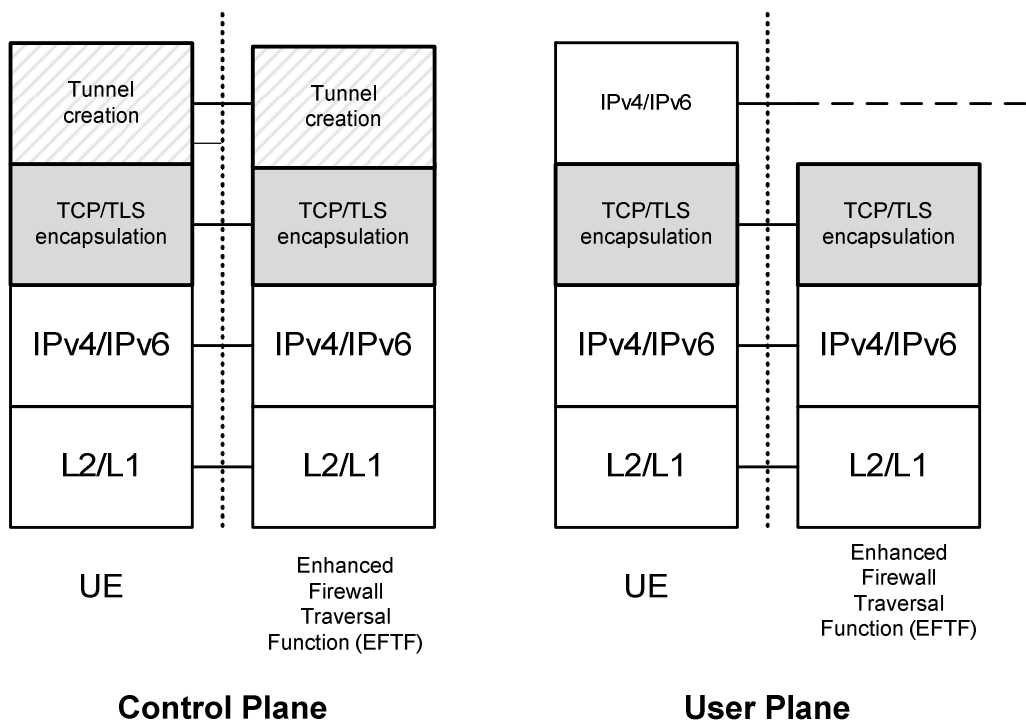 Tunnel
creation
Tunnel
creation
TCP/TLS
encapsulation
TCP/TLS
encapsulation
IPv4/IPv6
IPv4/IPv6
L2/L1
L2/L1
UE
Enhanced
Firewall
Traversal
Function (EFTF)
Control Plane
IPv4/IPv6
TCP/TLS
encapsulation
TCP/TLS
encapsulation
IPv4/IPv6
IPv4/IPv6
L2/L1
L2/L1
UE
Enhanced
Firewall
Traversal
Function (EFTF)
User Plane